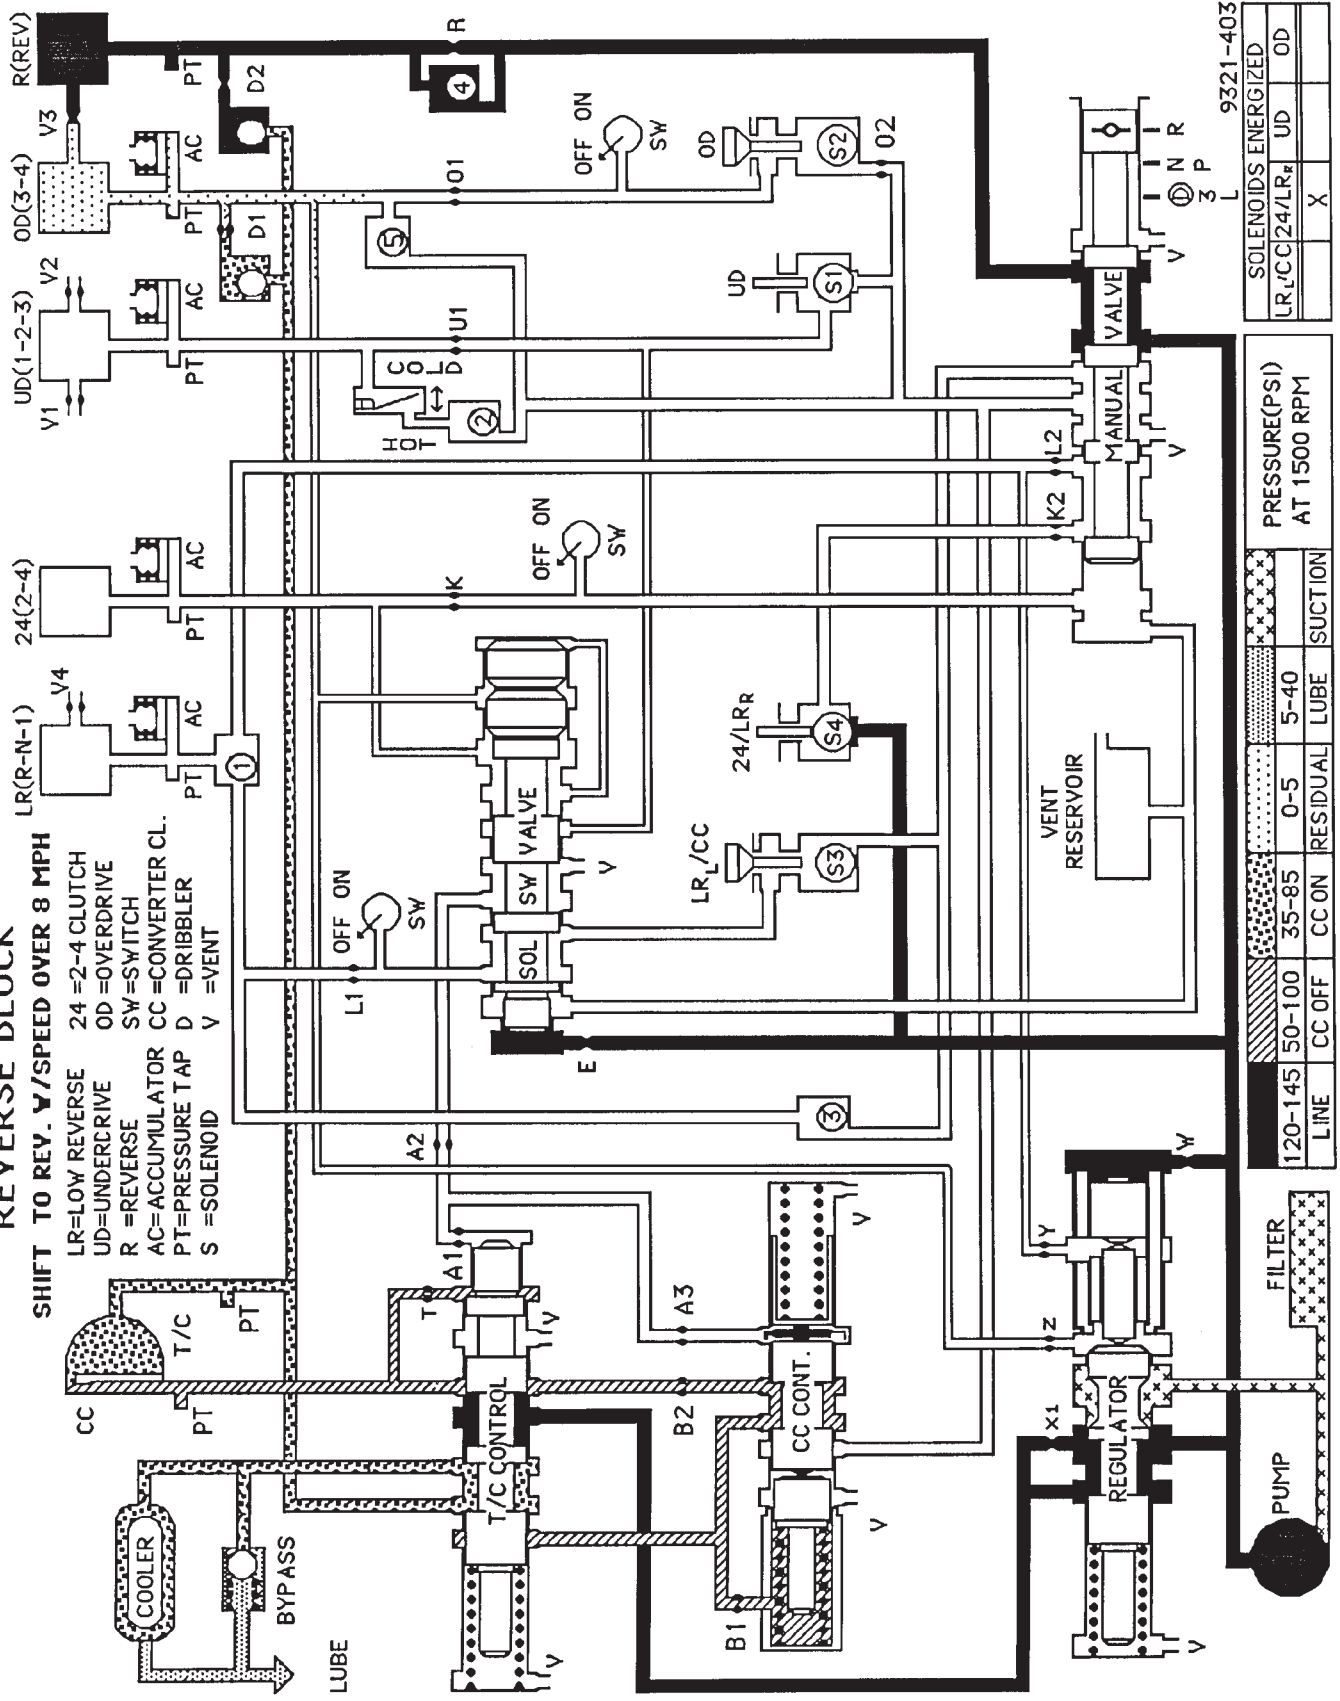 REVERSE BLOCK
SHIFT TO REV. W/SPEED OVER 8 MPH
LR=LOW REVERSE
UD=UNDERDRIVE
R =REVERSE
AC=ACCUMULATOR
PT=PRESSURE TAP
S =SOLENOID
24 =2-4 CLUTCH
OD =OVERDRIVE
SW=SWITCH
CC =CONVERTER CL.
D =DRIBBLER
V =VENT
LR(R-N-1)
V4
24(2-4)
UD(1-2-3)
V1
V2
OD(3-4)
V3
R(REV)
PT
AC
PT
AC
PT
AC
PT
AC
PT
D1
D2
COOLER
BYPASS
LUBE
CC
T/C
PT
PT
1
L1
OFF ON
SW
K
OFF ON
SW
HOT
COLD
2
U1
5
O1
OFF ON
SW
4
R
A1
A2
T
T/C CONTROL
V
V
SOL SW VALVE
V
E
B1
B2
A3
CC CONT.
V
V
3
LRL/CC
S3
24/LRR
S4
UD
S1
OD
S2
O2
VENT
RESERVOIR
K2
L2
MANUAL VALVE
V
V
D N R
3 P
L
X1
Z
Y
W
REGULATOR
V
PUMP
FILTER
9321-403
SOLENOIDS ENERGIZED
LRL/CC 24/LRR UD OD
X
PRESSURE(PSI)
AT 1500 RPM
120-145 50-100 35-85 0-5 5-40
LINE CC OFF CC ON RESIDUAL LUBE SUCTION